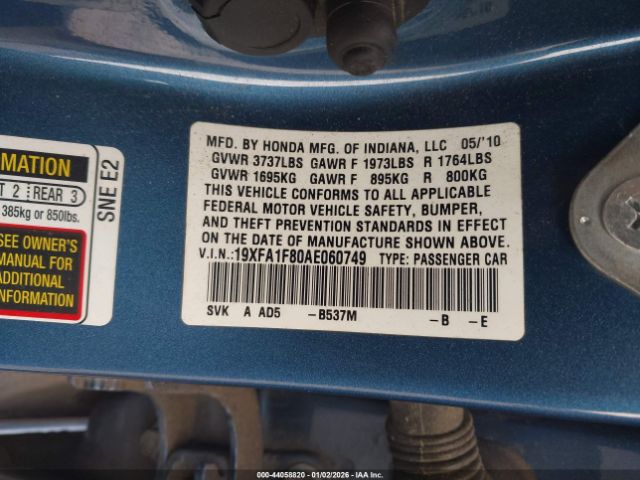 MFD. BY HONDA MFG. OF INDIANA, LLC 05/'10
GVWR 3737LBS GAWR F 1973LBS R 1764LBS
GVWR 1695KG GAWR F 895KG R 800KG
THIS VEHICLE CONFORMS TO ALL APPLICABLE
FEDERAL MOTOR VEHICLE SAFETY, BUMPER,
AND THEFT PREVENTION STANDARDS IN EFFECT
ON THE DATE OF MANUFACTURE SHOWN ABOVE.
V.I.N.:19XFA1F80AE060749 TYPE: PASSENGER CAR
SVK A AD5 -B537M -B -E
MATION
T 2 REAR 3
385kg or 850lbs.
SEE OWNER'S
MANUAL FOR
ADDITIONAL
INFORMATION
SNE E2
000-44058820 01/02/2026 IAA Inc.